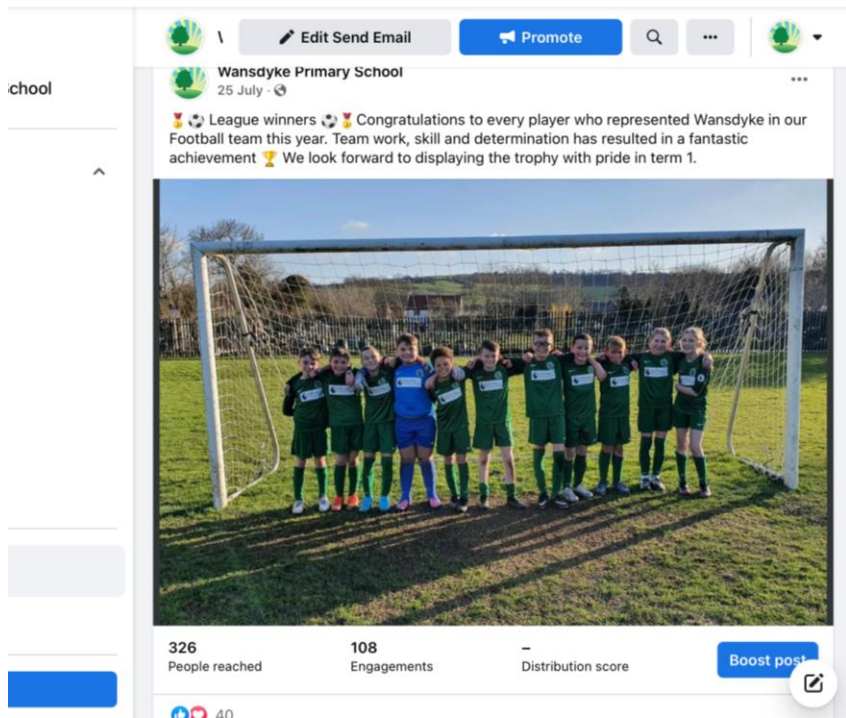 \ Edit Send Email Promote
chool
Wansdyke Primary School
25 July ·
🏅⚽ League winners ⚽🏅 Congratulations to every player who represented Wansdyke in our
Football team this year. Team work, skill and determination has resulted in a fantastic
achievement 🏆 We look forward to displaying the trophy with pride in term 1.
326 108 –
People reached Engagements Distribution score
Boost post
40